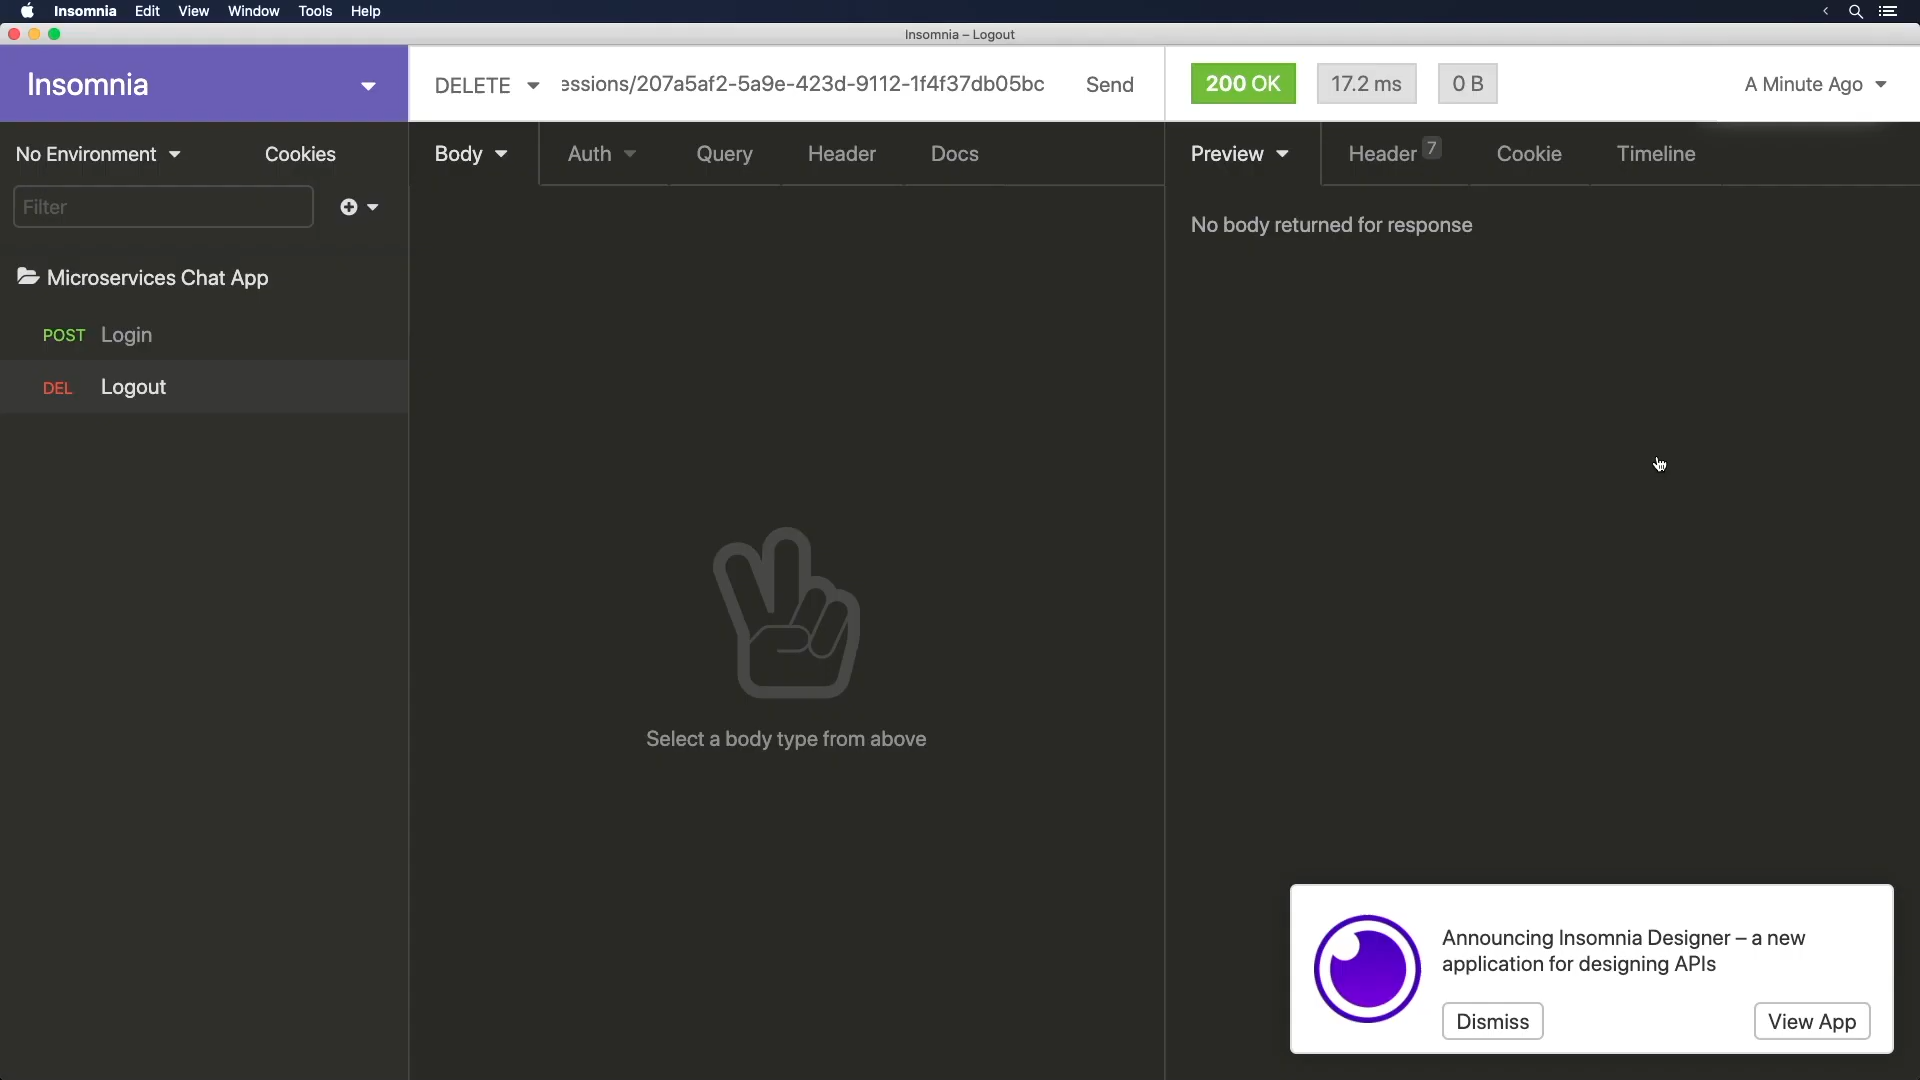 Insomnia Edit View Window Tools Help
Insomnia – Logout
Insomnia
DELETE
essions/207a5af2-5a9e-423d-9112-1f4f37db05bc
Send
200 OK
17.2 ms
0 B
A Minute Ago
No Environment
Cookies
Body
Auth
Query
Header
Docs
Preview
Header 7
Cookie
Timeline
Filter
No body returned for response
Microservices Chat App
POST Login
DEL Logout
Select a body type from above
Announcing Insomnia Designer – a new
application for designing APIs
Dismiss
View App